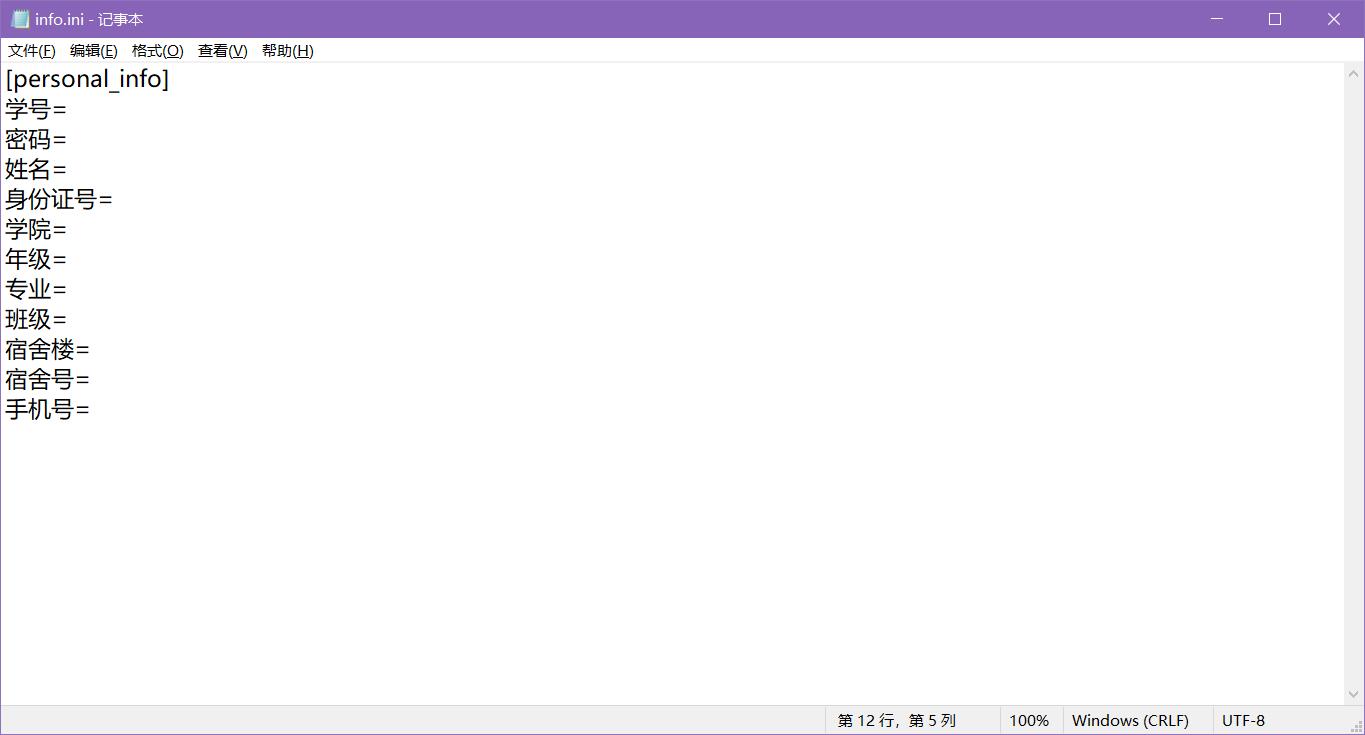 info.ini - 记事本
文件(F) 编辑(E) 格式(O) 查看(V) 帮助(H)
[personal_info]
学号=
密码=
姓名=
身份证号=
学院=
年级=
专业=
班级=
宿舍楼=
宿舍号=
手机号=
第 12 行，第 5 列 100% Windows (CRLF) UTF-8